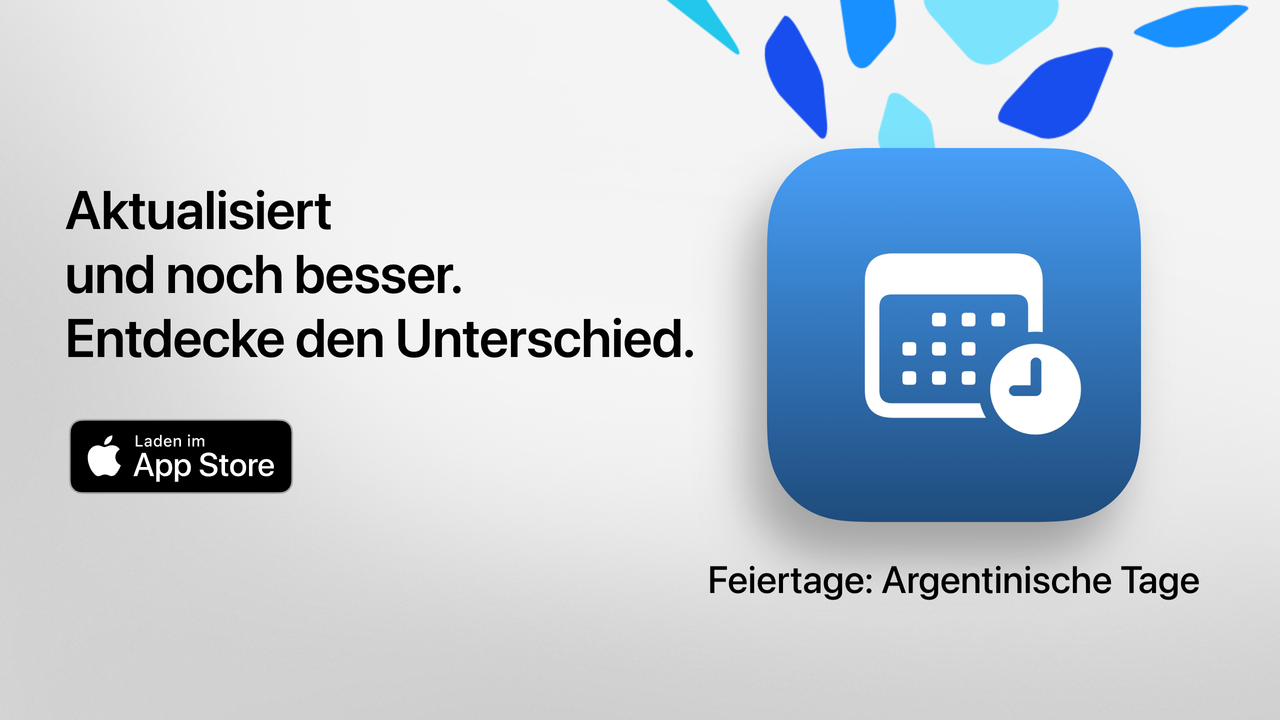 Aktualisiert
und noch besser.
Entdecke den Unterschied.
Laden im
App Store
Feiertage: Argentinische Tage